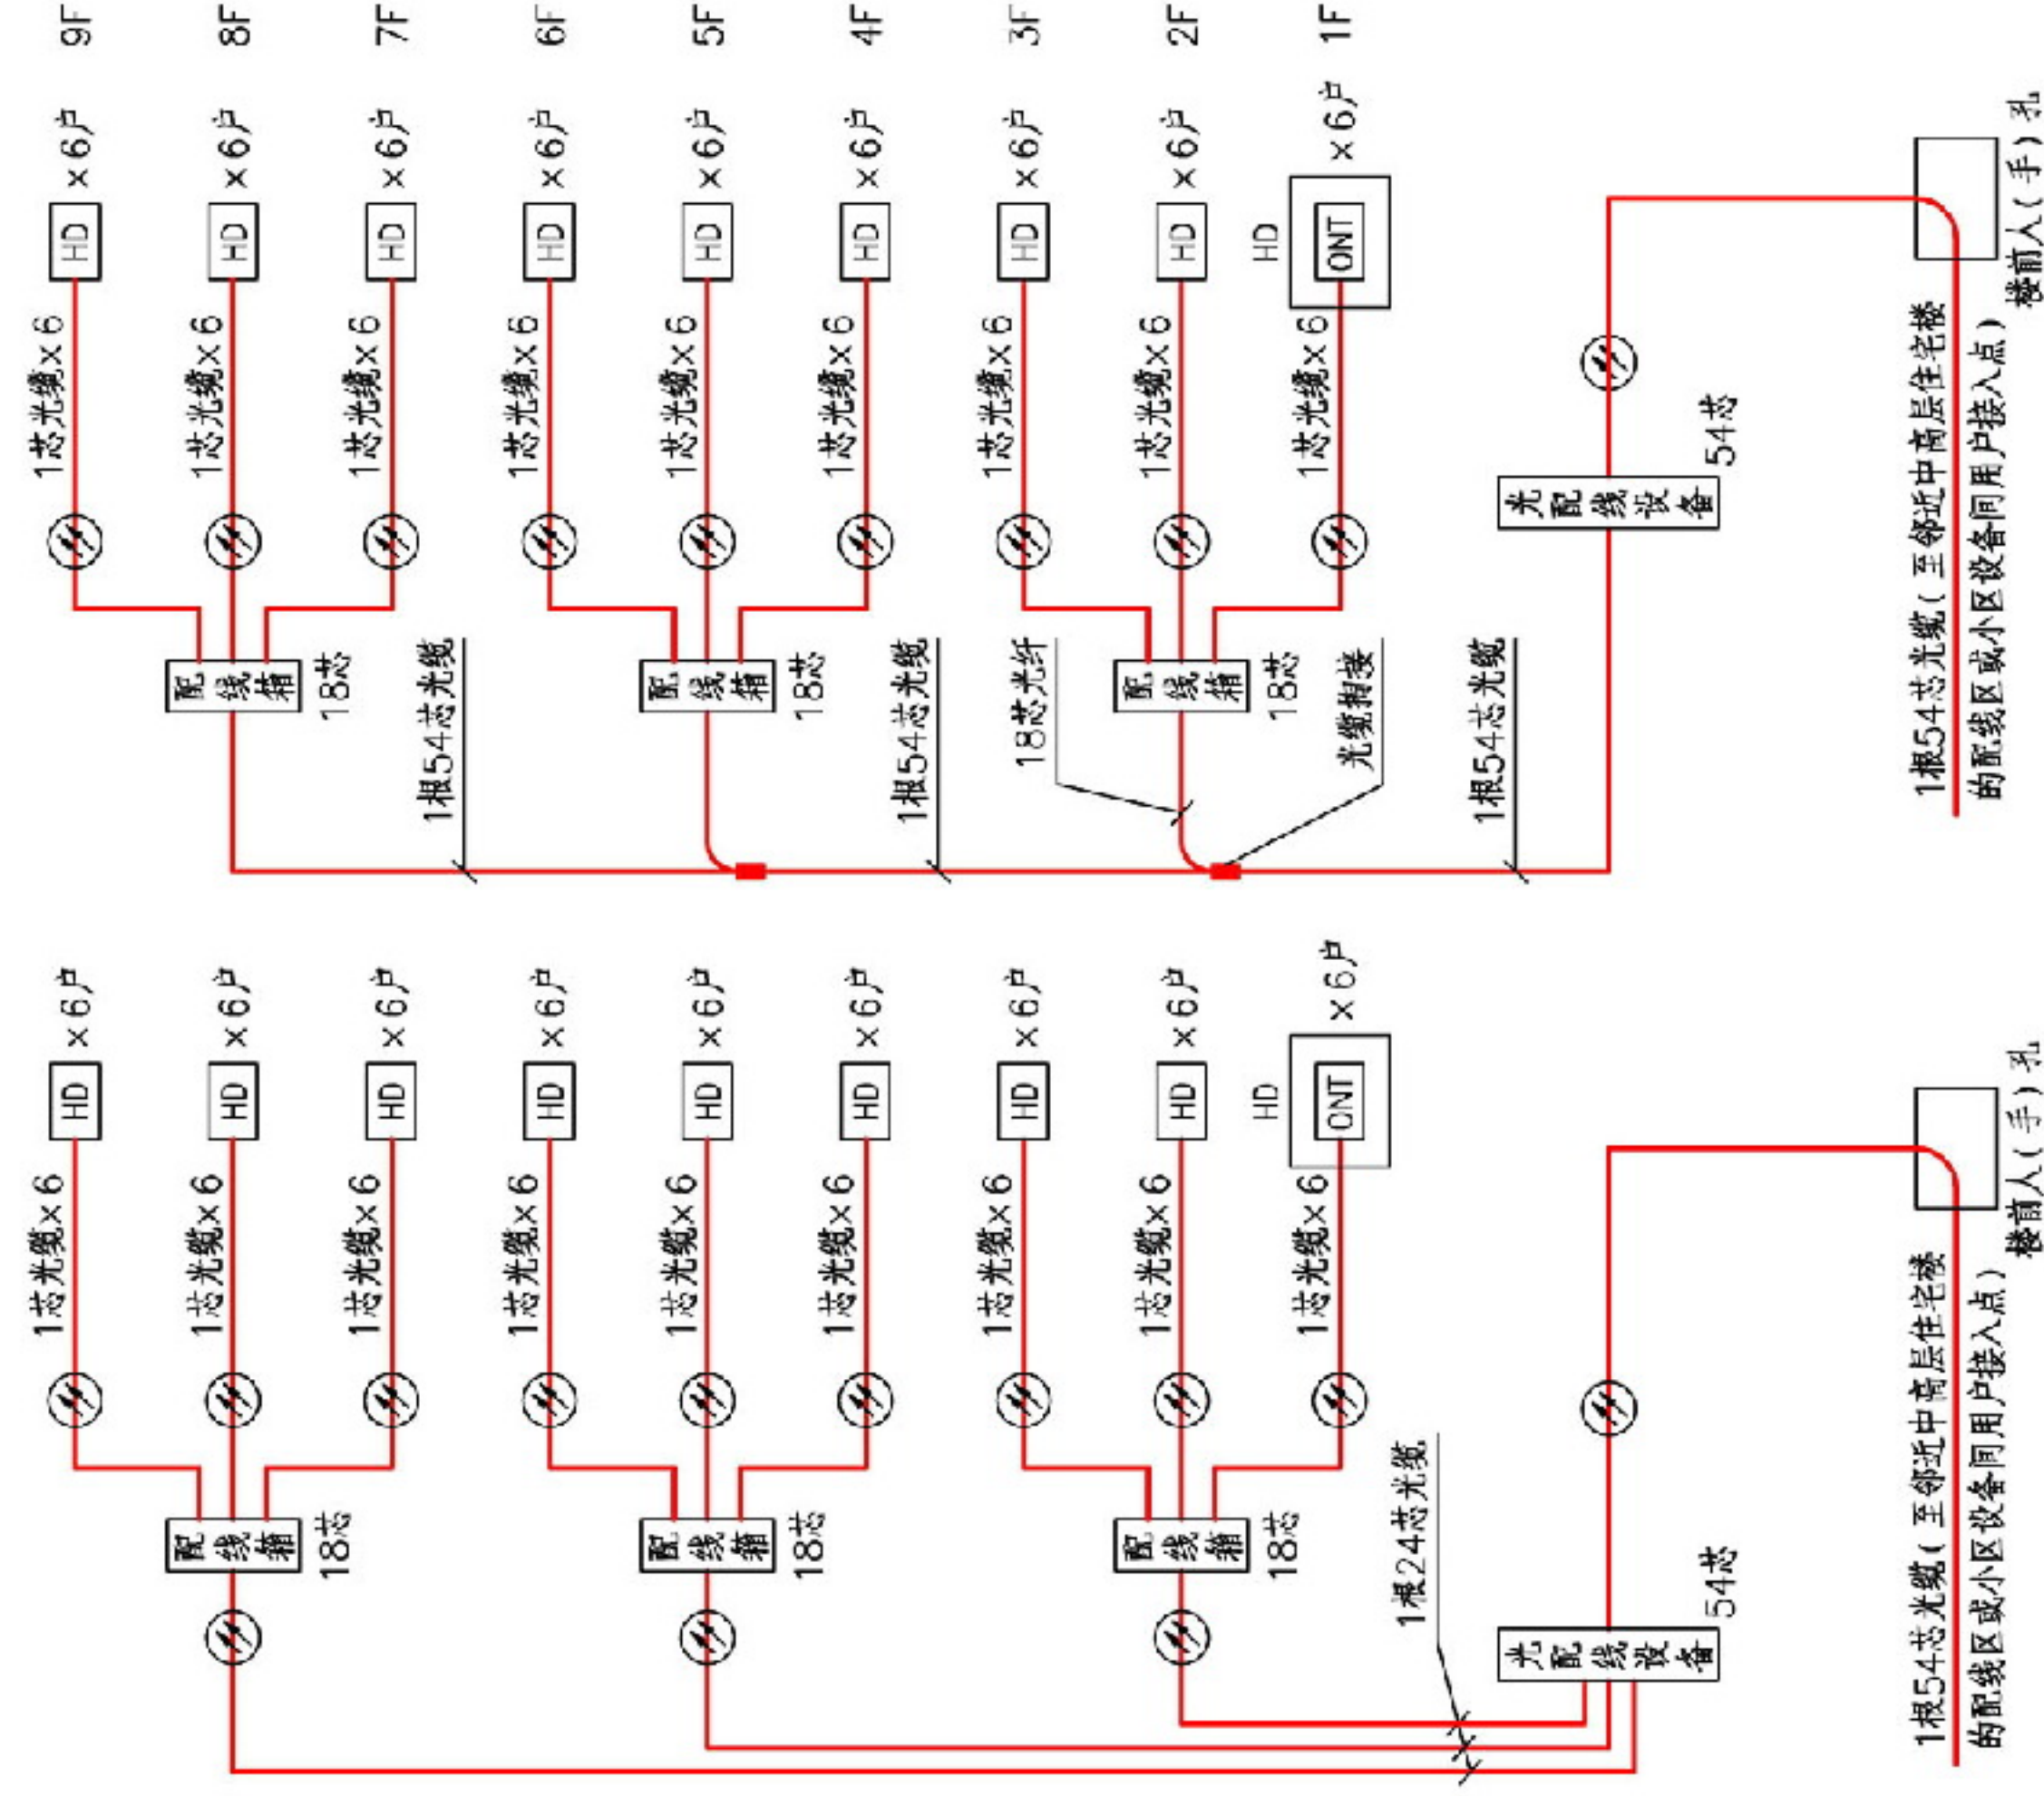 1芯光缆×6 HD ×6户 1芯光缆×6 HD ×6户 9F
配线箱 1芯光缆×6 HD ×6户 配线箱 1芯光缆×6 HD ×6户 8F
18芯 18芯
1芯光缆×6 HD ×6户 1芯光缆×6 HD ×6户 7F
1根54芯光缆
1芯光缆×6 HD ×6户 1芯光缆×6 HD ×6户 6F
配线箱 1芯光缆×6 HD ×6户 配线箱 1芯光缆×6 HD ×6户 5F
18芯 18芯
1芯光缆×6 HD ×6户 1芯光缆×6 HD ×6户 4F
1根54芯光缆
1芯光缆×6 HD ×6户 1芯光缆×6 HD ×6户 3F
18芯光纤
配线箱 1芯光缆×6 HD ×6户 配线箱 1芯光缆×6 HD ×6户 2F
18芯 HD 18芯 HD
1芯光缆×6 ONT ×6户 1芯光缆×6 ONT ×6户 1F
光缆掏接
1根24芯光缆 1根54芯光缆
光配线设备 光配线设备
54芯 54芯
1根54芯光缆(至邻近中高层住宅楼 1根54芯光缆(至邻近中高层住宅楼
的配线区或小区设备间用户接入点) 的配线区或小区设备间用户接入点)
楼前人(手)孔 楼前人(手)孔